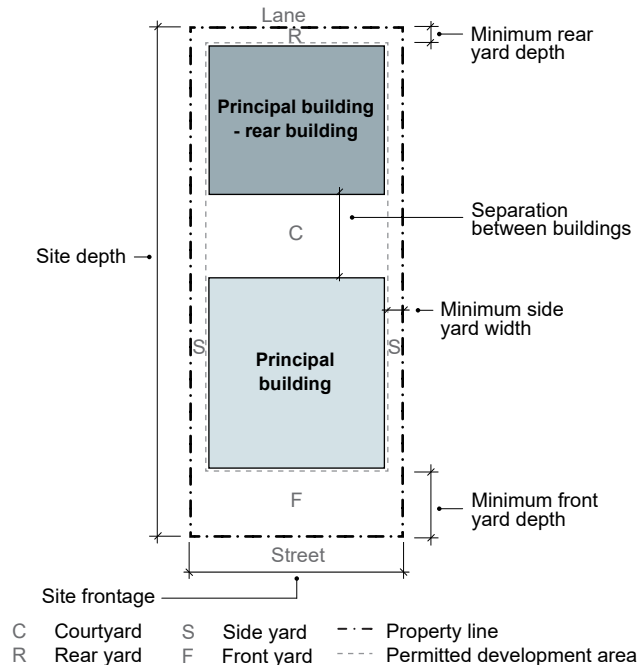 Lane
R
Minimum rear
yard depth
Principal building
- rear building
Separation
between buildings
C
Site depth
Minimum side
yard width
S
S
Principal
building
F
Minimum front
yard depth
Street
Site frontage
C Courtyard S Side yard Property line
R Rear yard F Front yard Permitted development area